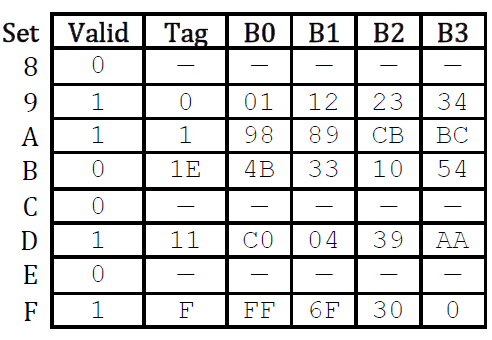 Set Valid Tag B0 B1 B2 B3
8 0 — — — — —
9 1 0 01 12 23 34
A 1 1 98 89 CB BC
B 0 1E 4B 33 10 54
C 0 — — — — —
D 1 11 C0 04 39 AA
E 0 — — — — —
F 1 F FF 6F 30 0